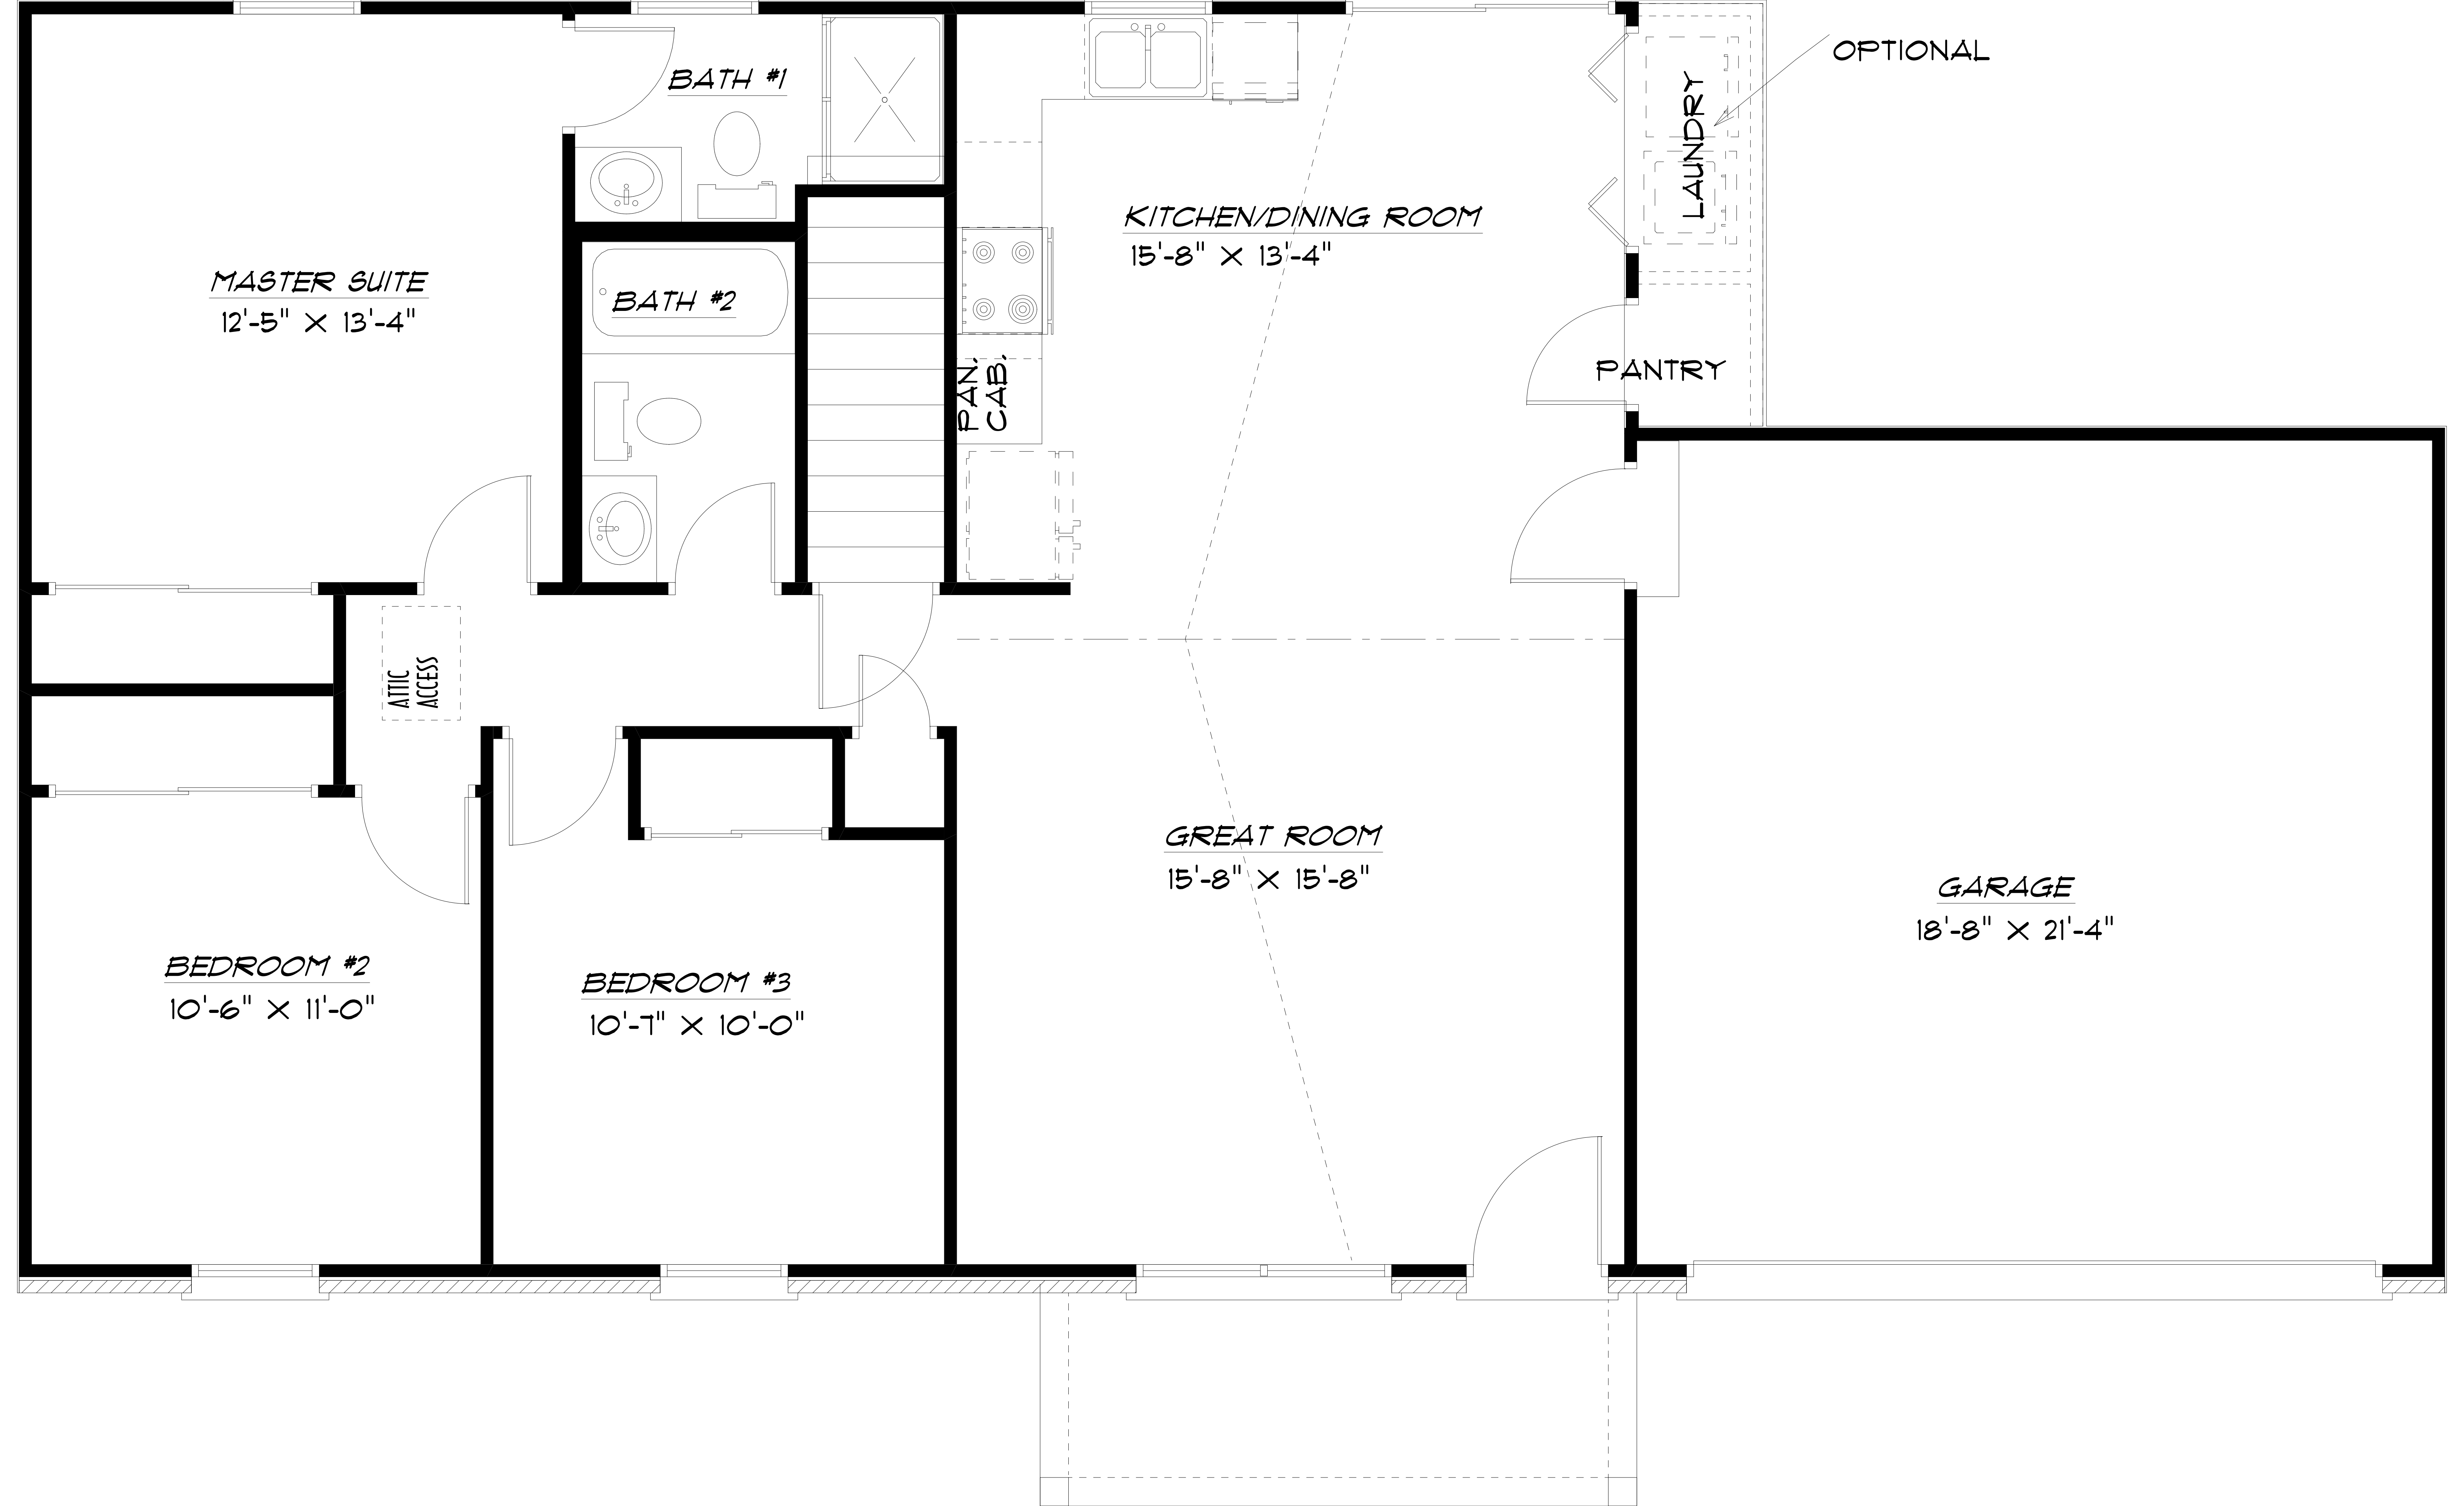 OPTIONAL
BATH #1
LAUNDRY
KITCHEN/DINING ROOM
15'-8" X 13'-4"
MASTER SUITE
12'-5" X 13'-4"
BATH #2
PAN.
CAB.
PANTRY
ATTIC
ACCESS
GREAT ROOM
15'-8" X 15'-8"
GARAGE
18'-8" X 21'-4"
BEDROOM #2
10'-6" X 11'-0"
BEDROOM #3
10'-7" X 10'-0"